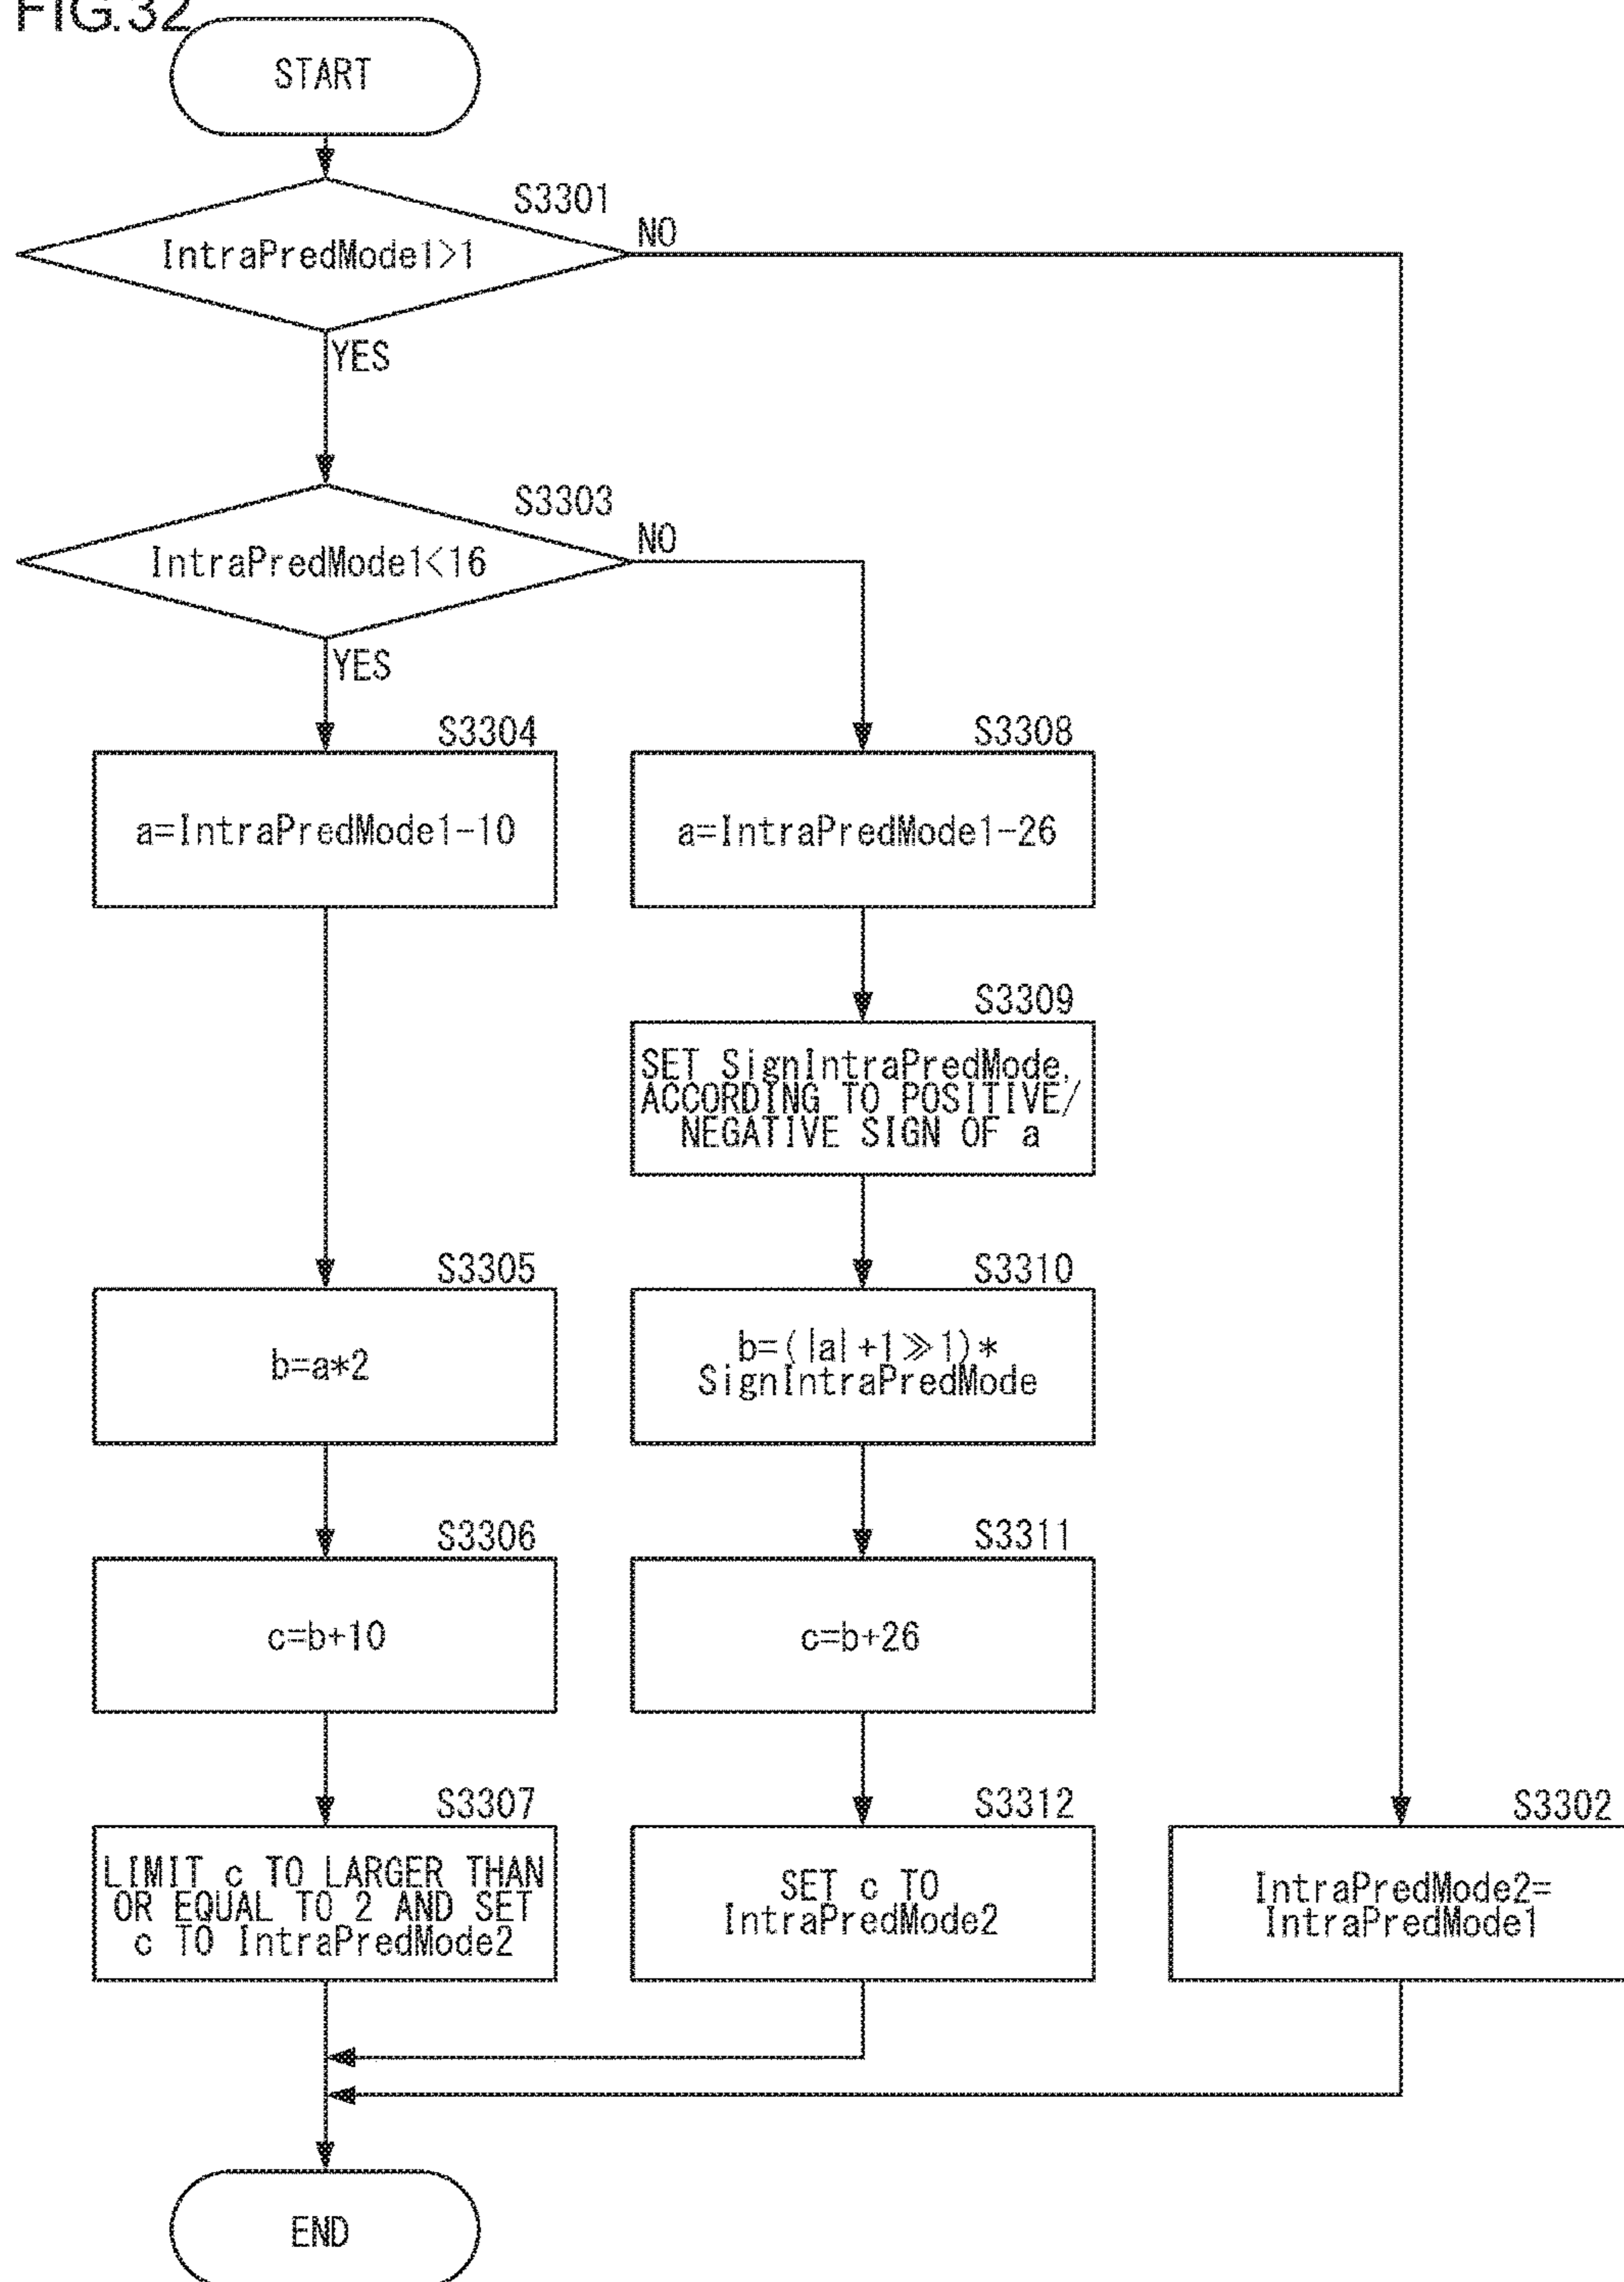 FIG.32
START
S3301
IntraPredMode1>1
NO
YES
S3303
IntraPredMode1<16
NO
YES
S3304
a=IntraPredMode1-10
S3308
a=IntraPredMode1-26
S3309
SET SignIntraPredMode,
ACCORDING TO POSITIVE/
NEGATIVE SIGN OF a
S3305
b=a*2
S3310
b=(|a|+1≫1)*
SignIntraPredMode
S3306
c=b+10
S3311
c=b+26
S3307
LIMIT c TO LARGER THAN
OR EQUAL TO 2 AND SET
c TO IntraPredMode2
S3312
SET c TO
IntraPredMode2
S3302
IntraPredMode2=
IntraPredMode1
END